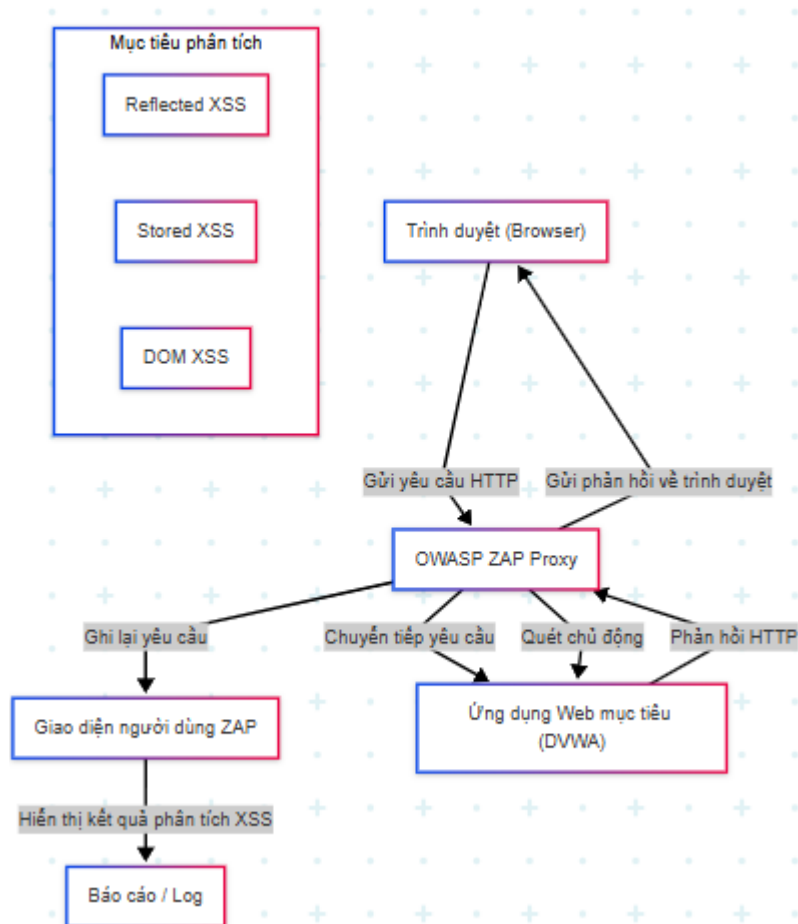 Mục tiêu phân tích
Reflected XSS
Stored XSS
DOM XSS
Trình duyệt (Browser)
Gửi yêu cầu HTTP
Gửi phản hồi về trình duyệt
OWASP ZAP Proxy
Ghi lại yêu cầu
Chuyển tiếp yêu cầu
Quét chủ động
Phản hồi HTTP
Giao diện người dùng ZAP
Ứng dụng Web mục tiêu
(DVWA)
Hiển thị kết quả phân tích XSS
Báo cáo / Log